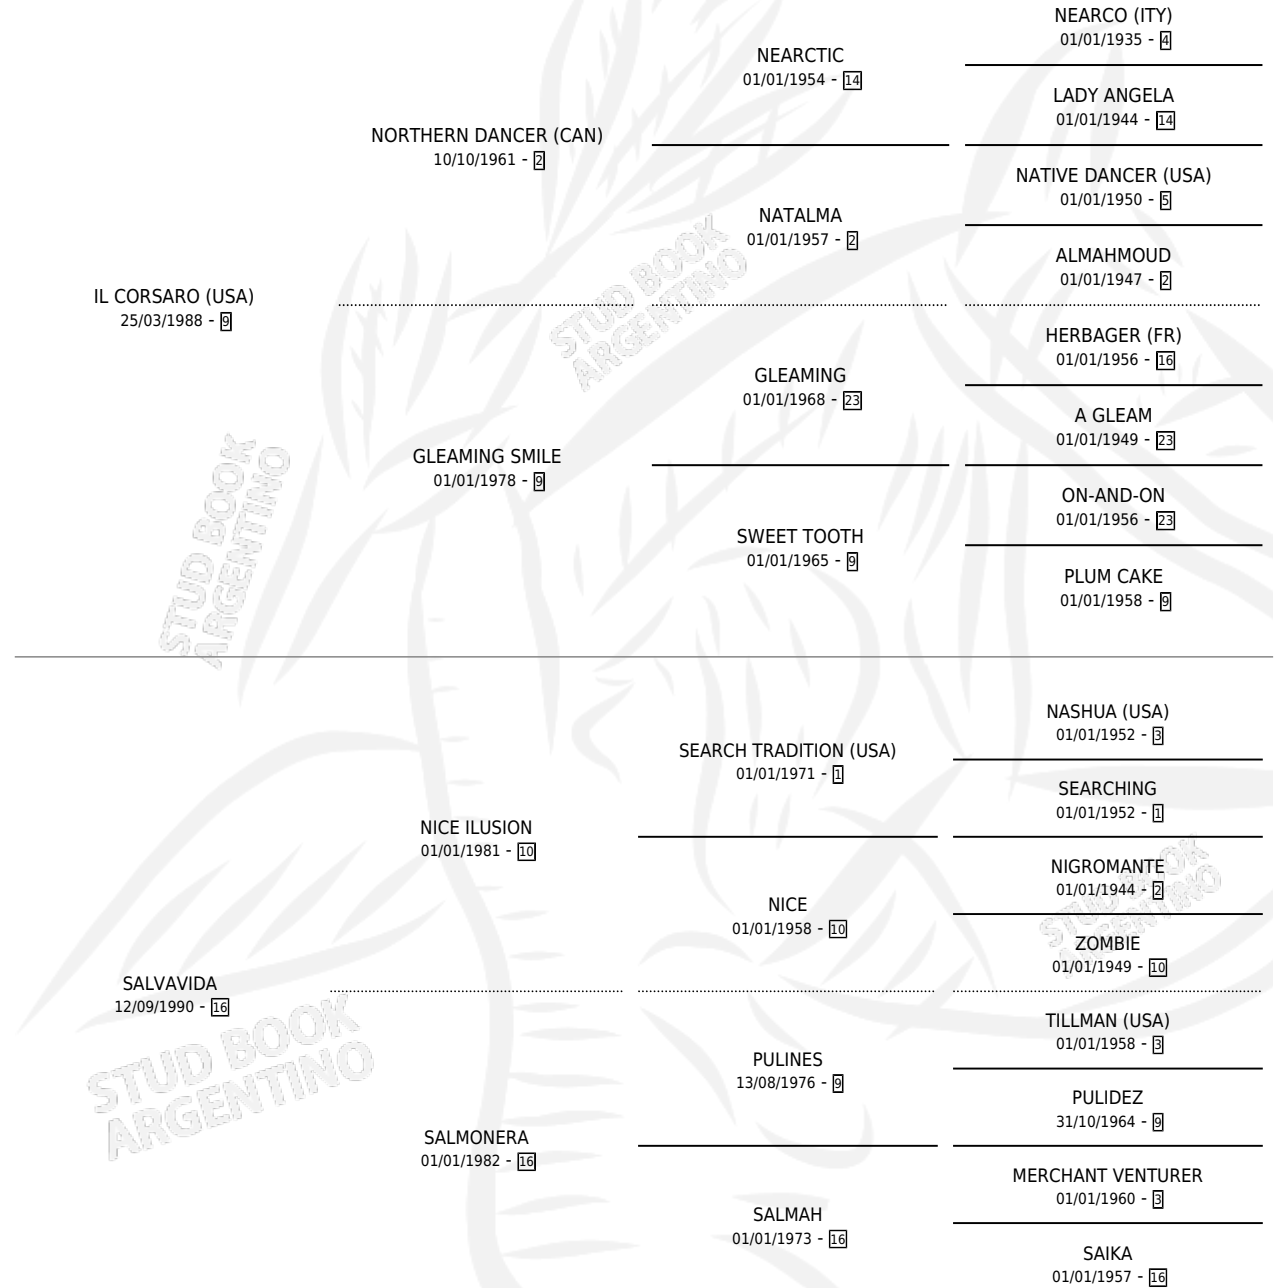 NEARCO (ITY)
01/01/1935 - 4
NEARCTIC
01/01/1954 - 14
LADY ANGELA
01/01/1944 - 14
NORTHERN DANCER (CAN)
10/10/1961 - 2
NATIVE DANCER (USA)
01/01/1950 - 5
NATALMA
01/01/1957 - 2
ALMAHMOUD
01/01/1947 - 2
IL CORSARO (USA)
25/03/1988 - 9
STUD BOOK
ARGENTINO
HERBAGER (FR)
01/01/1956 - 16
GLEAMING
01/01/1968 - 23
A GLEAM
01/01/1949 - 23
GLEAMING SMILE
01/01/1978 - 9
ON-AND-ON
01/01/1956 - 23
SWEET TOOTH
01/01/1965 - 9
PLUM CAKE
01/01/1958 - 9
STUD BOOK
ARGENTINO
NASHUA (USA)
01/01/1952 - 3
SEARCH TRADITION (USA)
01/01/1971 - 1
SEARCHING
01/01/1952 - 1
NICE ILUSION
01/01/1981 - 10
NIGROMANTE
01/01/1944 - 2
NICE
01/01/1958 - 10
ZOMBIE
01/01/1949 - 10
STUD BOOK
ARGENTINO
SALVAVIDA
12/09/1990 - 16
TILLMAN (USA)
01/01/1958 - 3
PULINES
13/08/1976 - 9
PULIDEZ
31/10/1964 - 9
STUD BOOK
ARGENTINO
SALMONERA
01/01/1982 - 16
MERCHANT VENTURER
01/01/1960 - 3
SALMAH
01/01/1973 - 16
SAIKA
01/01/1957 - 16